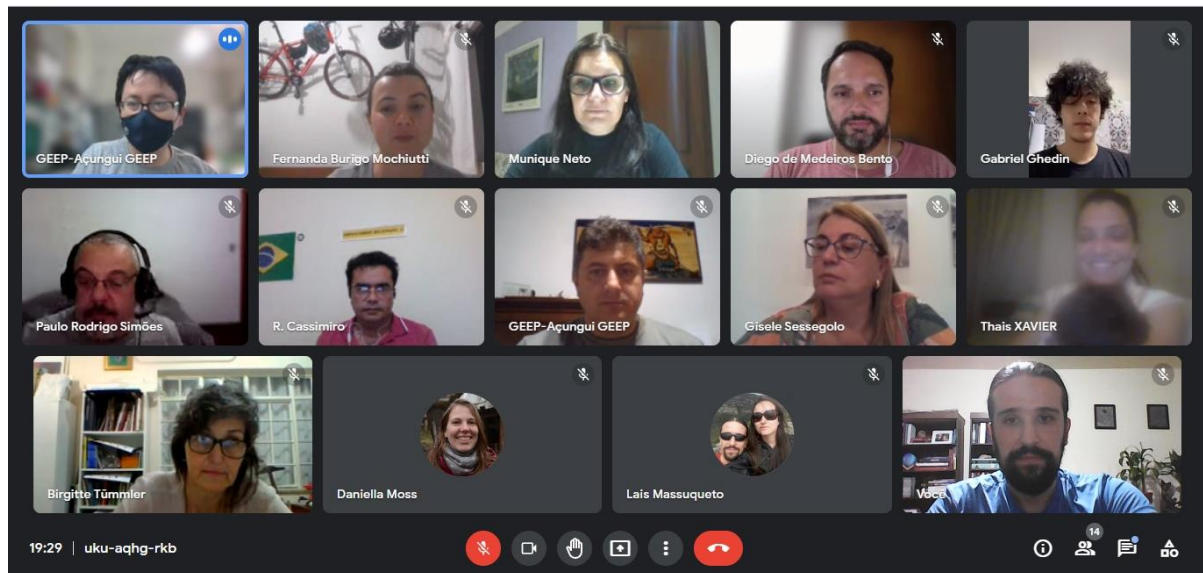 GEEP-Açungui GEEP
Fernanda Burigo Mochiutti
Munique Neto
Diego de Medeiros Bento
Gabriel Ghedin
Paulo Rodrigo Simões
R. Cassimiro
GEEP-Açungui GEEP
Gisele Sessegolo
Thais XAVIER
Birgitte Tümmler
Daniella Moss
Lais Massuqueto
Você
19:29 | uku-aqhg-rkb
14